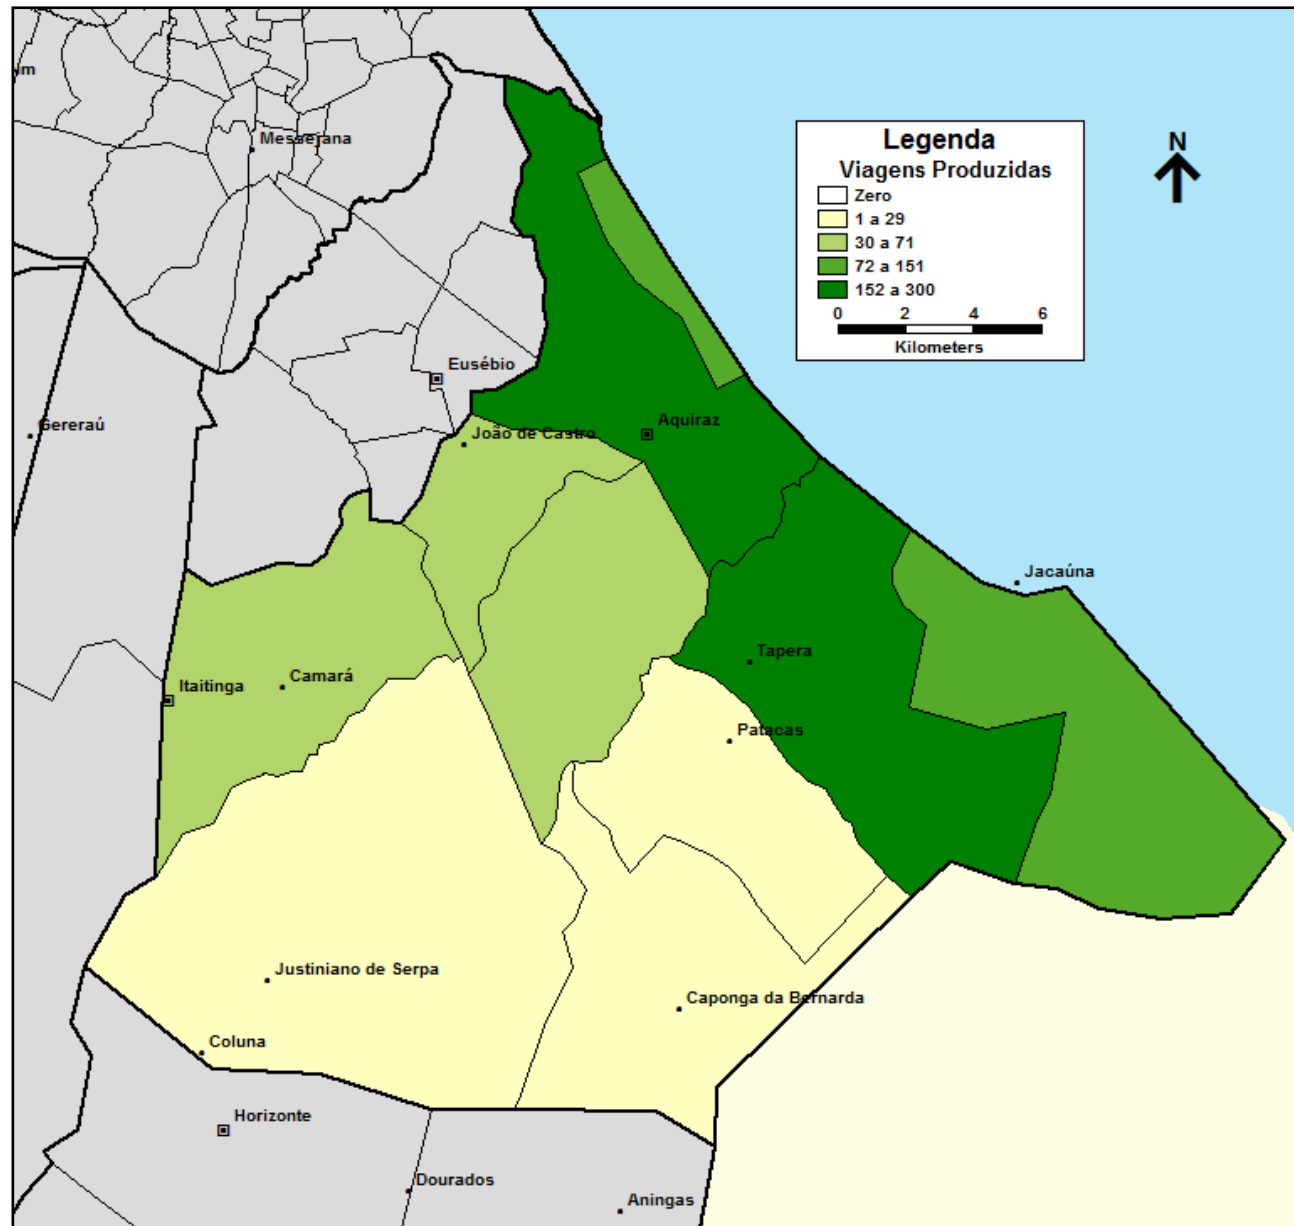 im
Messejana
Legenda
Viagens Produzidas
Zero
1 a 29
30 a 71
72 a 151
152 a 300
0 2 4 6
Kilometers
N
Eusébio
Gereraú
João de Castro
Aquiraz
Jacaúna
Tapera
Itaitinga
Camará
Patacas
Justiniano de Serpa
Caponga da Bernarda
Coluna
Horizonte
Dourados
Aningas